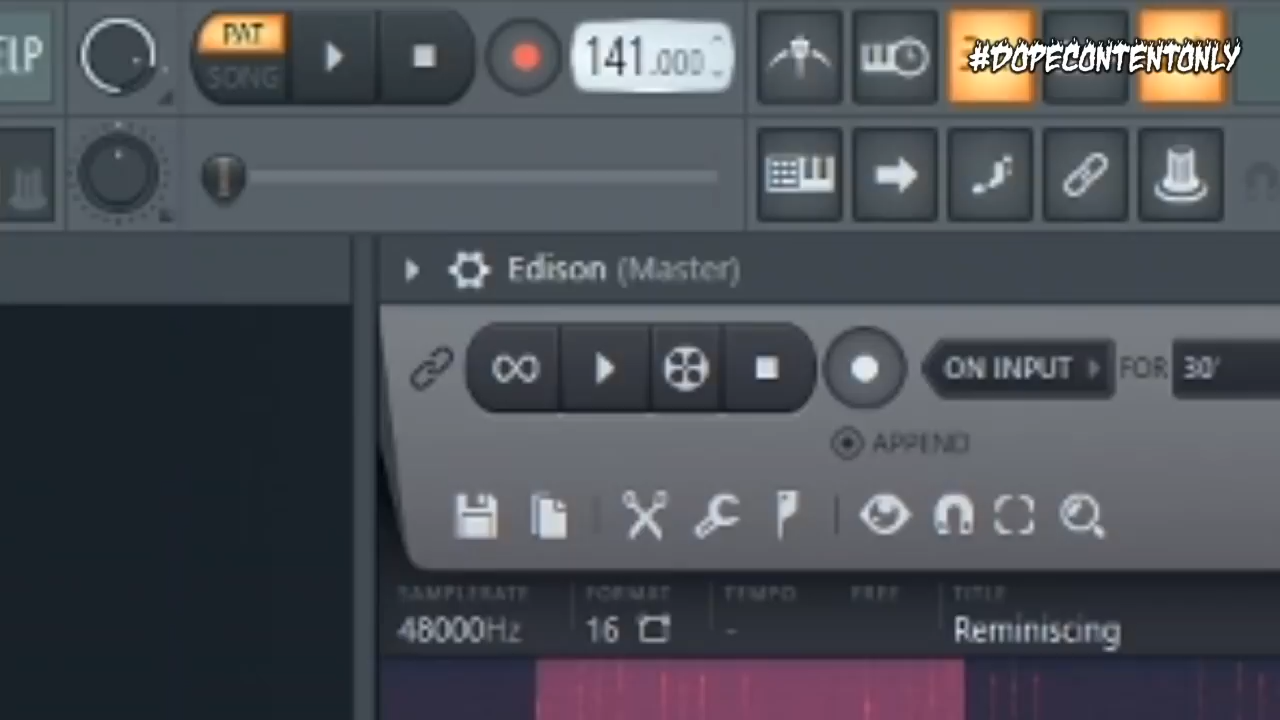 ELP
PAT
SONG
141.000
#DOPECONTENTONLY
Edison (Master)
ON INPUT
FOR
30'
APPEND
SAMPLERATE
FORMAT
TEMPO
FREE
TITLE
48000Hz
16
-
Reminiscing